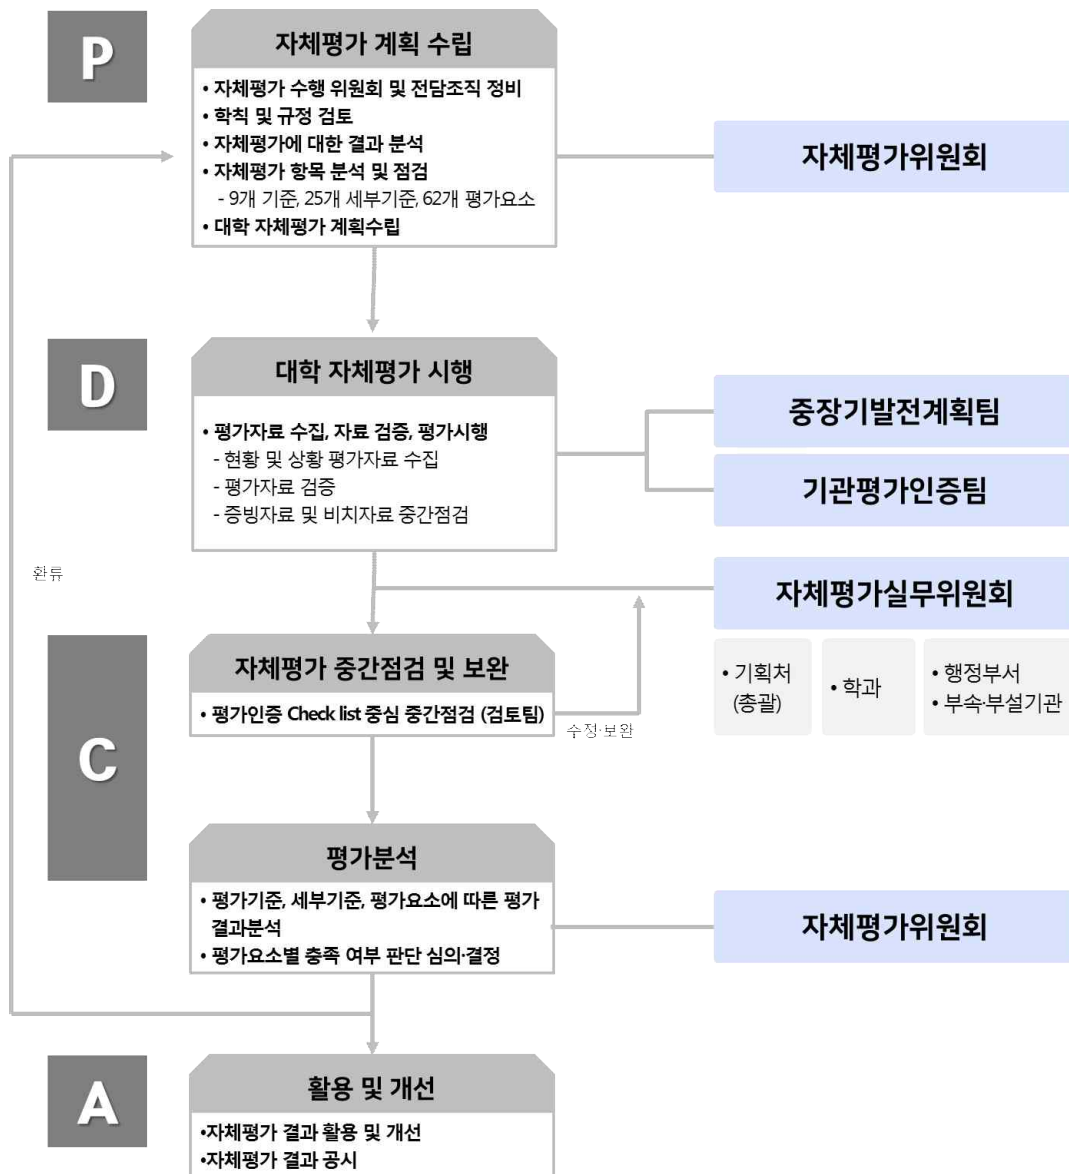 P
자체평가 계획 수립
• 자체평가 수행 위원회 및 전담조직 정비
• 학칙 및 규정 검토
• 자체평가에 대한 결과 분석
• 자체평가 항목 분석 및 점검
- 9개 기준, 25개 세부기준, 62개 평가요소
• 대학 자체평가 계획수립
자체평가위원회
D
대학 자체평가 시행
• 평가자료 수집, 자료 검증, 평가시행
- 현황 및 상황 평가자료 수집
- 평가자료 검증
- 증빙자료 및 비치자료 중간점검
중장기발전계획팀
기관평가인증팀
환류
자체평가실무위원회
• 기획처
(총괄)
• 학과
• 행정부서
• 부속·부설기관
C
자체평가 중간점검 및 보완
• 평가인증 Check list 중심 중간점검 (검토팀)
수정·보완
평가분석
• 평가기준, 세부기준, 평가요소에 따른 평가
결과분석
• 평가요소별 충족 여부 판단 심의·결정
자체평가위원회
A
활용 및 개선
•자체평가 결과 활용 및 개선
•자체평가 결과 공시